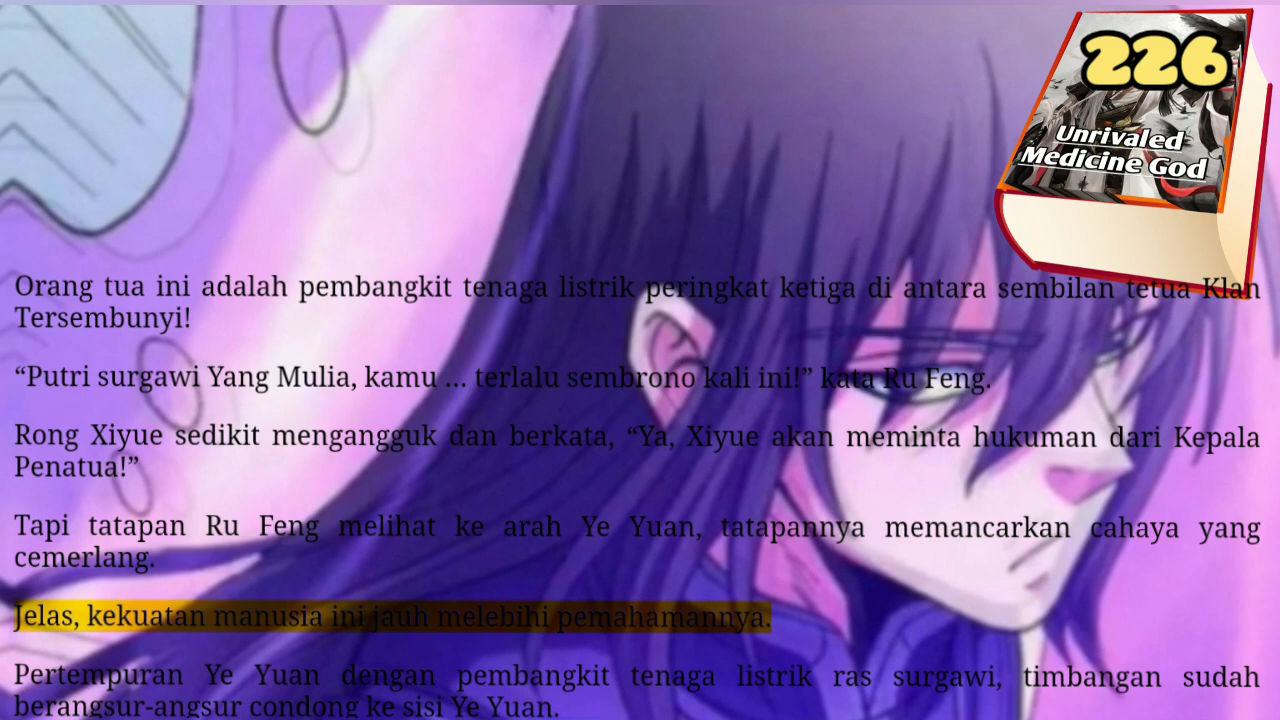 226
Unrivaled
Medicine God
Orang tua ini adalah pembangkit tenaga listrik peringkat ketiga di antara sembilan tetua Klan
Tersembunyi!
“Putri surgawi Yang Mulia, kamu ... terlalu sembrono kali ini!” kata Ru Feng.
Rong Xiyue sedikit mengangguk dan berkata, “Ya, Xiyue akan meminta hukuman dari Kepala
Penatua!”
Tapi tatapan Ru Feng melihat ke arah Ye Yuan, tatapannya memancarkan cahaya yang
cemerlang.
Jelas, kekuatan manusia ini jauh melebihi pemahamannya.
Pertempuran Ye Yuan dengan pembangkit tenaga listrik ras surgawi, timbangan sudah
berangsur-angsur condong ke sisi Ye Yuan.